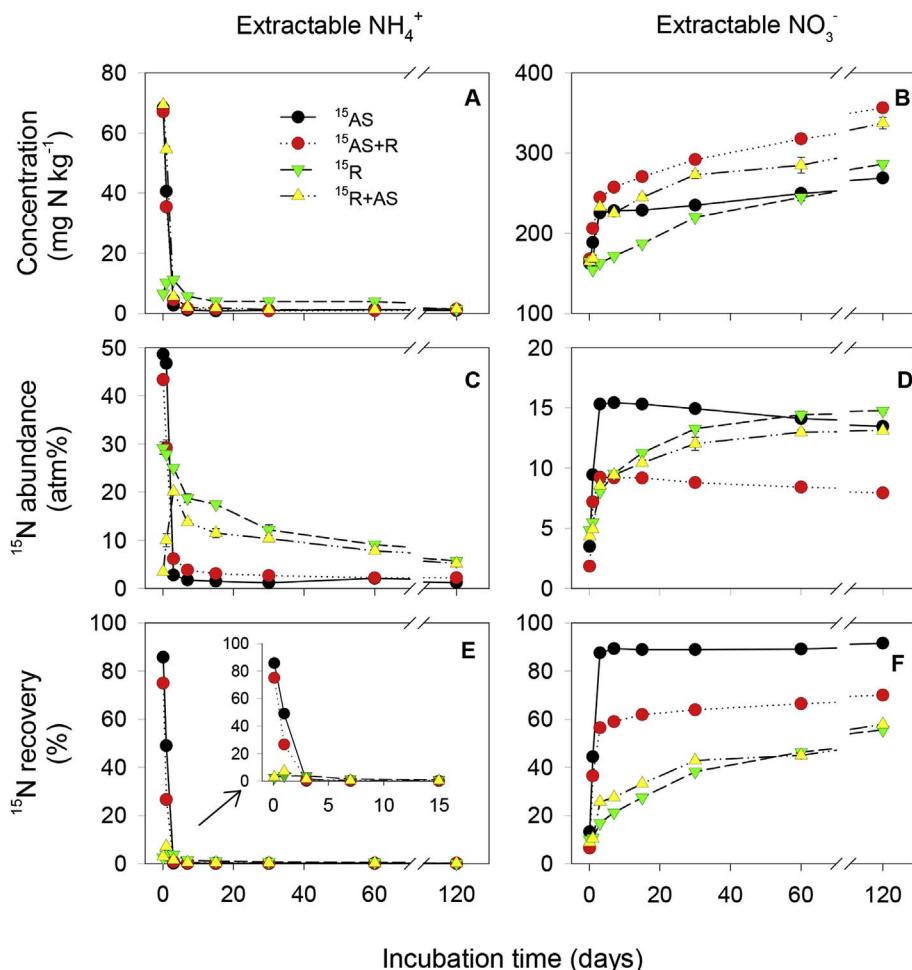 Extractable NH₄⁺
Extractable NO₃⁻
Concentration
(mg N kg⁻¹)
80
60
40
20
0
A
¹⁵AS
¹⁵AS+R
¹⁵R
¹⁵R+AS
400
300
200
100
B
¹⁵N abundance
(atm%)
50
40
30
20
10
0
C
20
15
10
5
0
D
¹⁵N recovery
(%)
100
80
60
40
20
0
E
100
80
60
40
20
0
0 5 10 15
100
80
60
40
20
0
F
0 20 40 60 120
0 20 40 60 120
Incubation time (days)